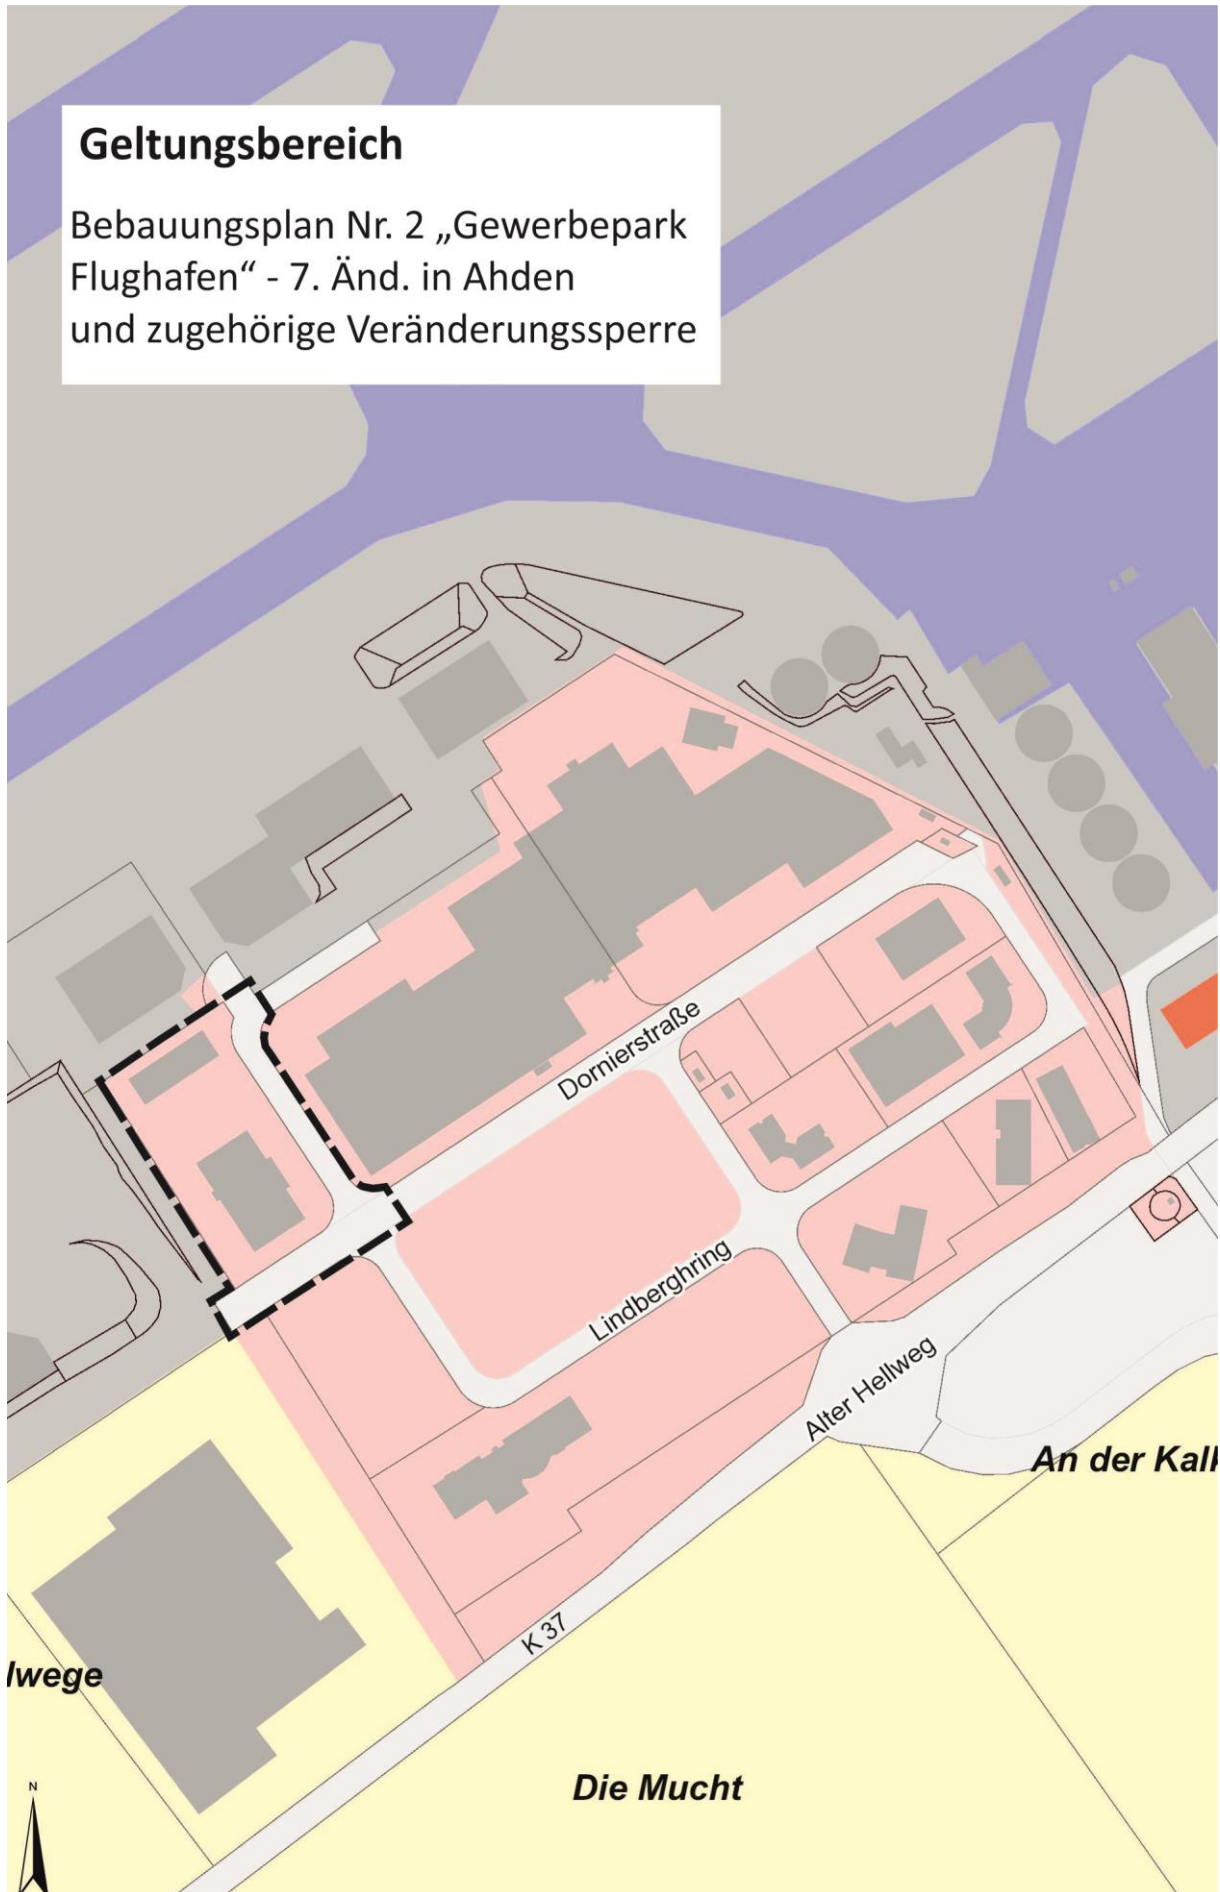 Geltungsbereich
Bebauungsplan Nr. 2 „Gewerbepark
Flughafen“ - 7. Änd. in Ahden
und zugehörige Veränderungssperre
Dornierstraße
Lindberghring
Alter Hellweg
An der Kalk
K 37
lwege
Die Mucht
N